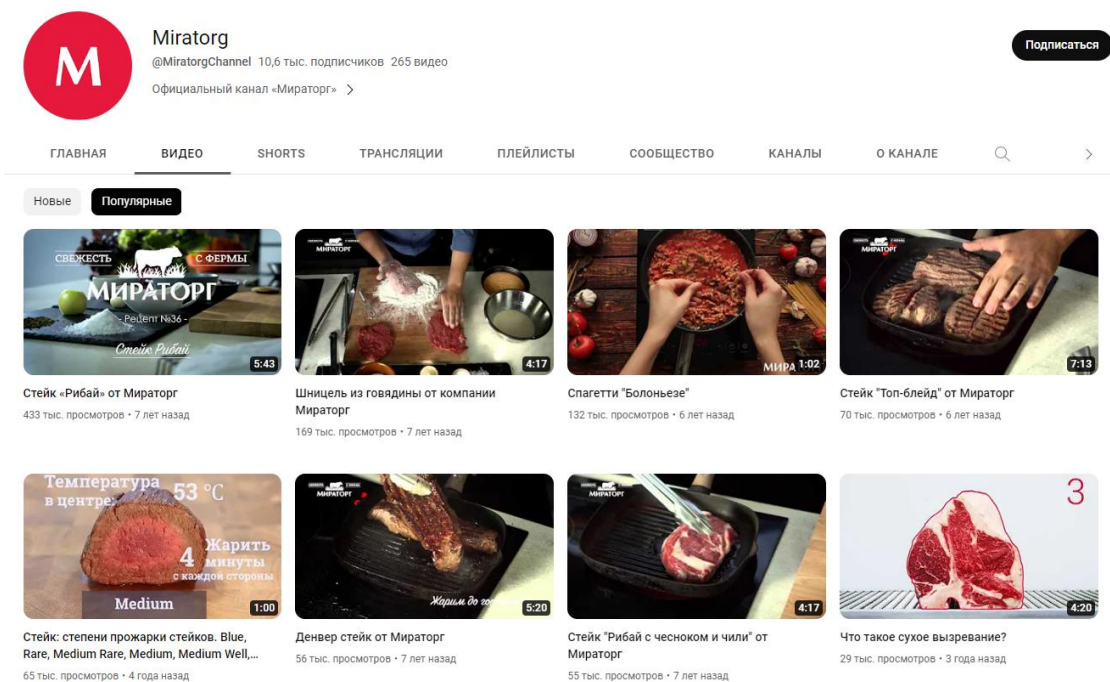 M
Miratorg
@MiratorgChannel 10,6 тыс. подписчиков 265 видео
Официальный канал «Мираторг»
Подписаться
ГЛАВНАЯ ВИДЕО SHORTS ТРАНСЛЯЦИИ ПЛЕЙЛИСТЫ СООБЩЕСТВО КАНАЛЫ О КАНАЛЕ
Новые Популярные
СВЕЖЕСТЬ С ФЕРМЫ
МИРАТОРГ
- Рецепт №36 -
Стейк Рибай
5:43
МИРАТОРГ
4:17
МИРА
1:02
МИРАТОРГ
7:13
Стейк «Рибай» от Мираторг
433 тыс. просмотров • 7 лет назад
Шницель из говядины от компании
Мираторг
169 тыс. просмотров • 7 лет назад
Спагетти "Болоньезе"
132 тыс. просмотров • 6 лет назад
Стейк "Топ-блейд" от Мираторг
70 тыс. просмотров • 6 лет назад
Температура
в центре: 53 °C
4 Жарить
минуты
с каждой стороны
Medium
1:00
МИРАТОРГ
Жарим до
5:20
МИРАТОРГ
4:17
3
4:20
Стейк: степени прожарки стейков. Blue,
Rare, Medium Rare, Medium, Medium Well,...
65 тыс. просмотров • 4 года назад
Денвер стейк от Мираторг
56 тыс. просмотров • 7 лет назад
Стейк "Рибай с чесноком и чили" от
Мираторг
55 тыс. просмотров • 7 лет назад
Что такое сухое вызревание?
29 тыс. просмотров • 3 года назад